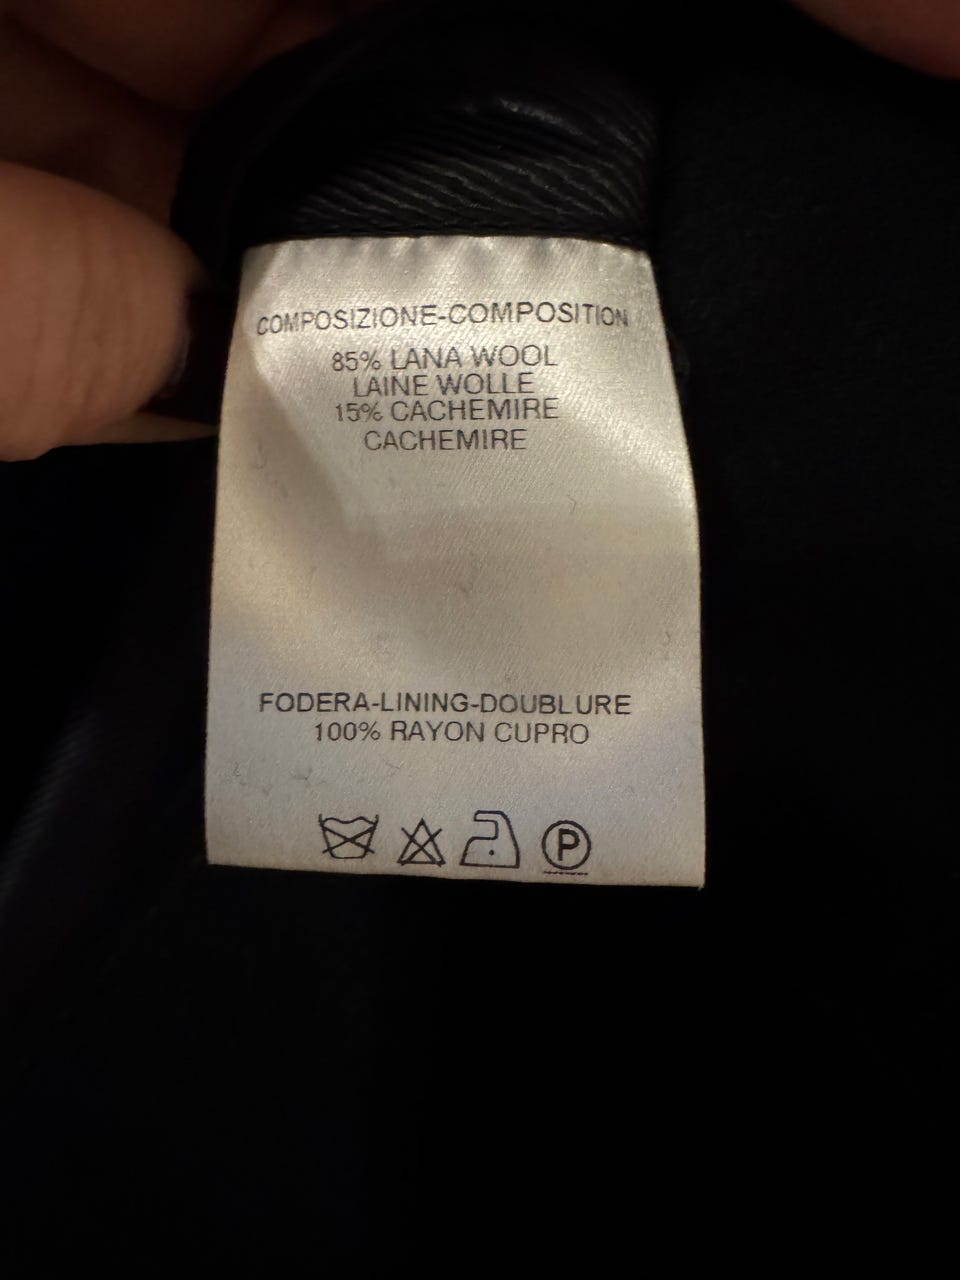 COMPOSIZIONE-COMPOSITION
85% LANA WOOL
LAINE WOLLE
15% CACHEMIRE
CACHEMIRE
FODERA-LINING-DOUBLURE
100% RAYON CUPRO
P